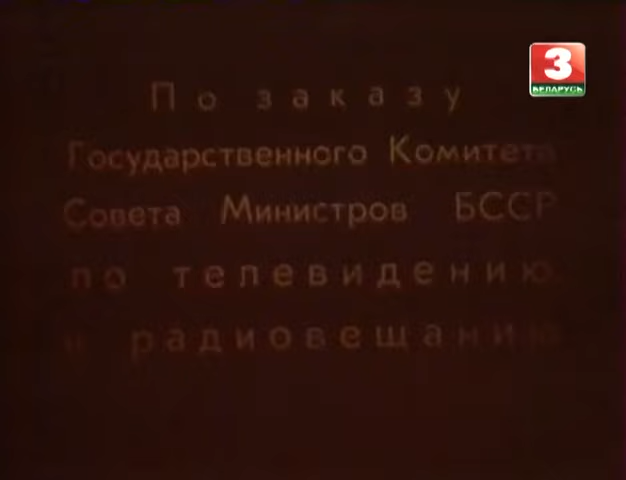 3
БЕЛАРУСЬ
По заказу
Государственного Комитета
Совета Министров БССР
по телевидению
и радиовещанию